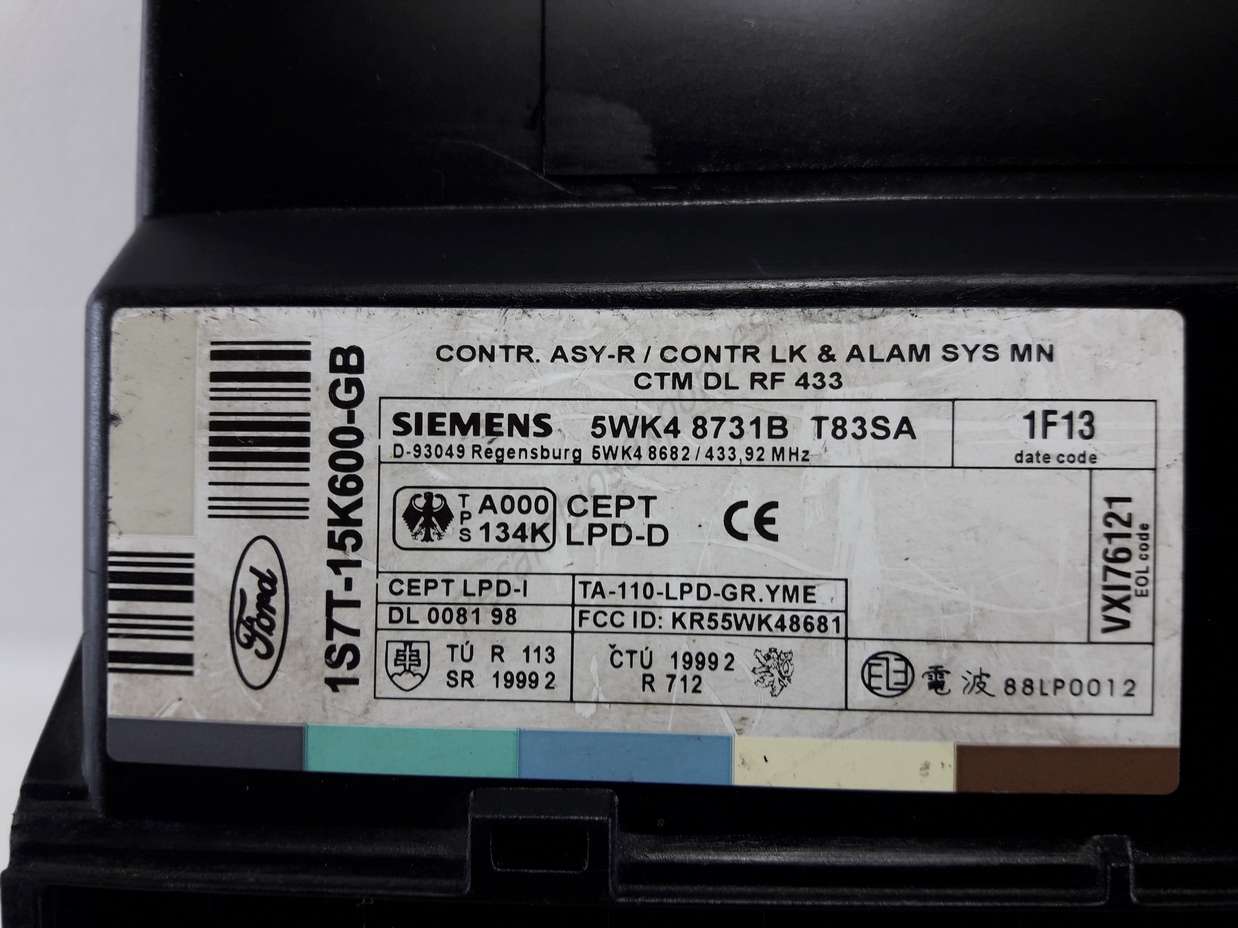 CONTR. ASY-R / CONTR LK & ALAM SYS MN
CTM DL RF 433
1S7T-15K600-GB
Ford
SIEMENS 5WK4 8731B T83SA
D-93049 Regensburg 5WK4 8682 / 433,92 MHz
1F13
date code
TPS A000 134K
CEPT
LPD-D
CE
VXI76121
EOL code
CEPT LPD-I
TA-110-LPD-GR.YME
DL 0081 98
FCC ID: KR55WK48681
TÚ R 113
SR 1999 2
ČTÚ 1999 2
R 712
電波 88LP0012